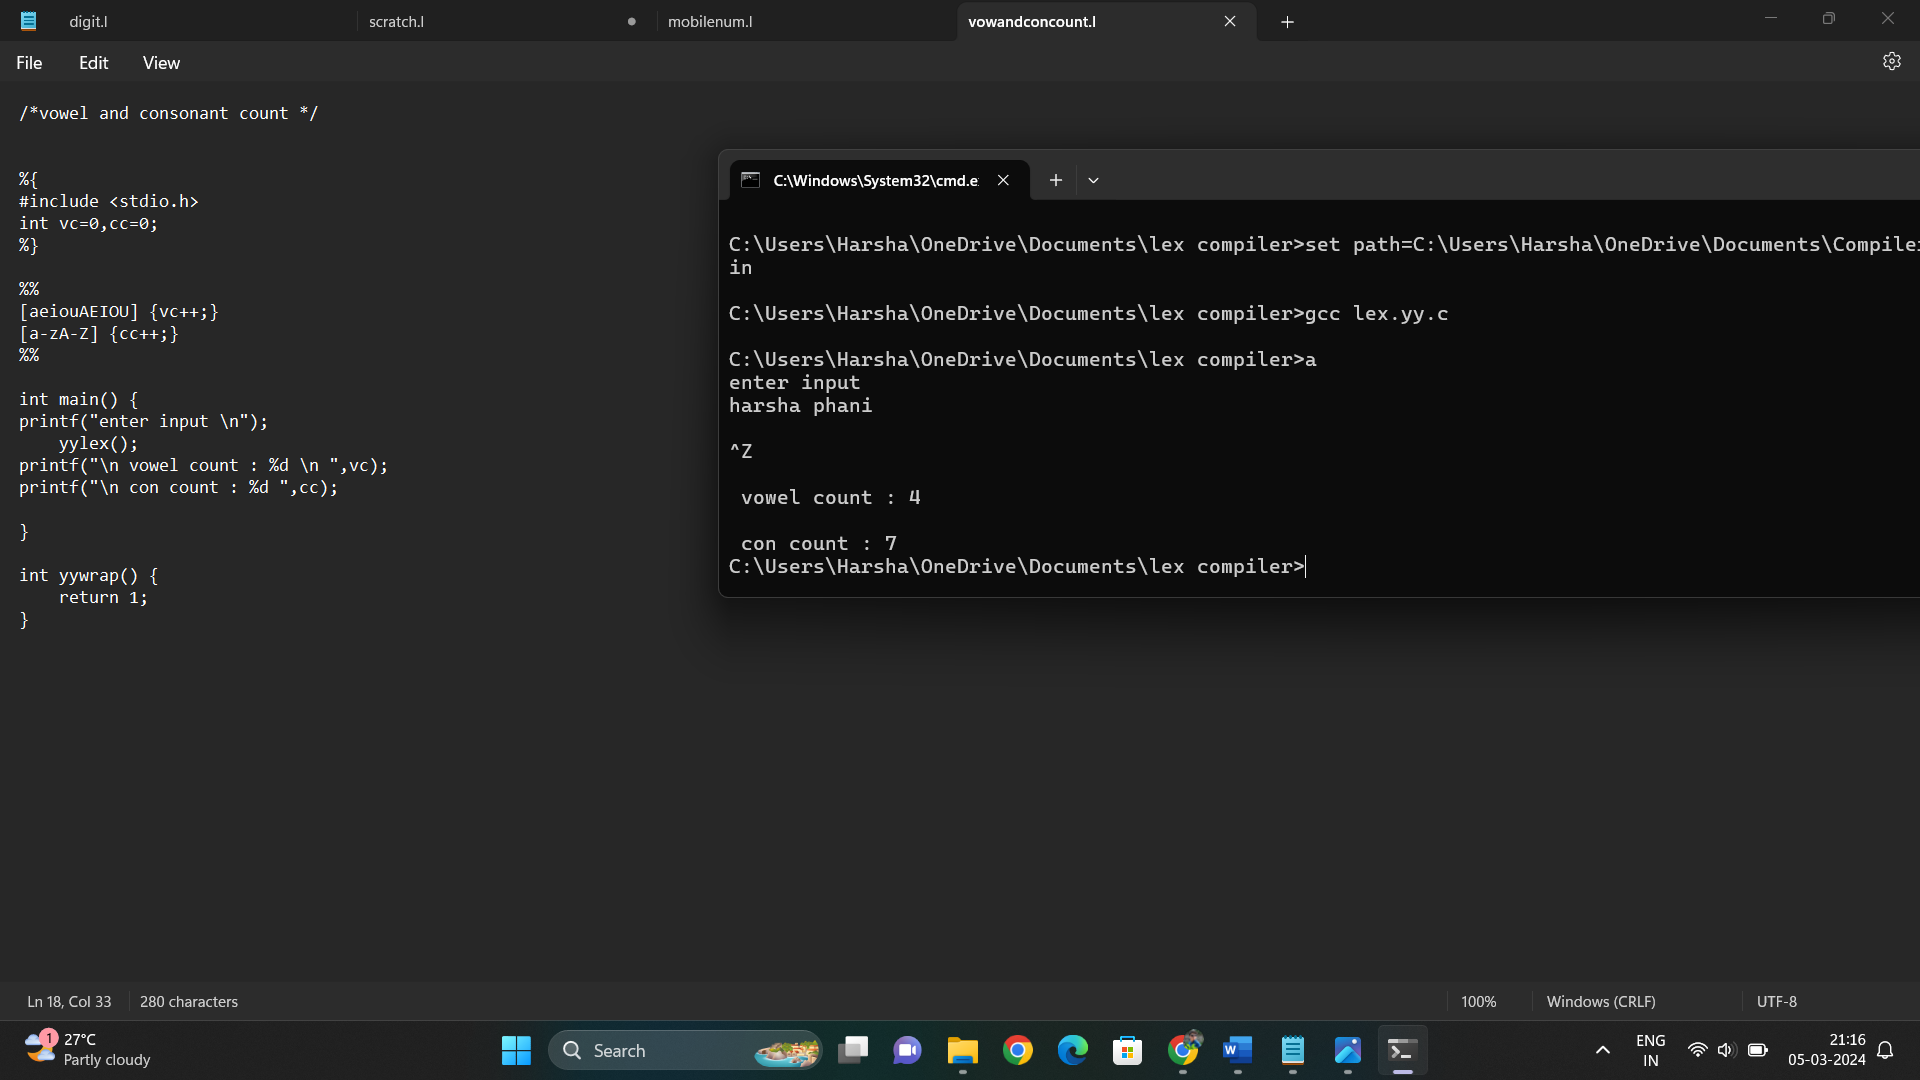 digit.l
scratch.l
mobilenum.l
vowandconcount.l
File
Edit
View
/*vowel and consonant count */
%{
#include <stdio.h>
int vc=0,cc=0;
%}
%%
[aeiouAEIOU] {vc++;}
[a-zA-Z] {cc++;}
%%
int main() {
printf("enter input \n");
    yylex();
printf("\n vowel count : %d \n ",vc);
printf("\n con count : %d ",cc);
}
int yywrap() {
    return 1;
}
C:\Windows\System32\cmd.e
C:\Users\Harsha\OneDrive\Documents\lex compiler>set path=C:\Users\Harsha\OneDrive\Documents\Compiler
in
C:\Users\Harsha\OneDrive\Documents\lex compiler>gcc lex.yy.c
C:\Users\Harsha\OneDrive\Documents\lex compiler>a
enter input
harsha phani
^Z
 vowel count : 4
 con count : 7
C:\Users\Harsha\OneDrive\Documents\lex compiler>
Ln 18, Col 33
280 characters
100%
Windows (CRLF)
UTF-8
1
27°C
Partly cloudy
Search
ENG
IN
21:16
05-03-2024